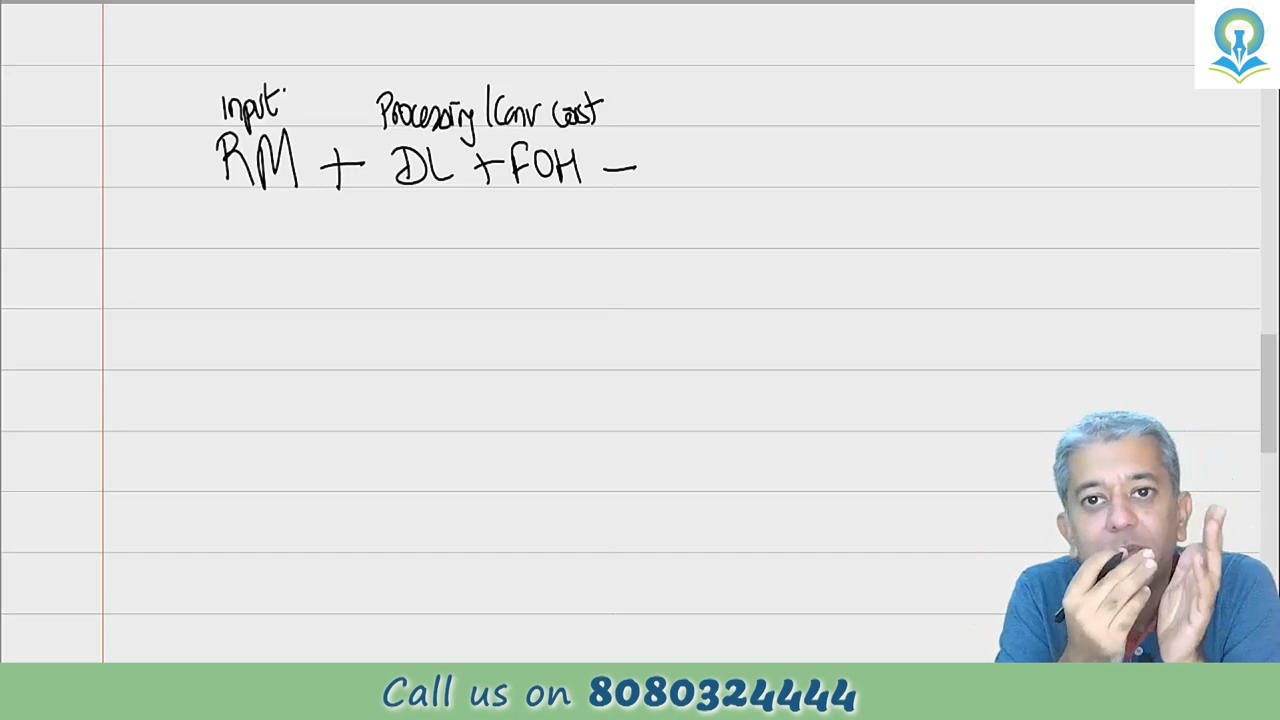 Input
Processing / Conv cost
RM + DL + FOH —
Call us on 8080324444